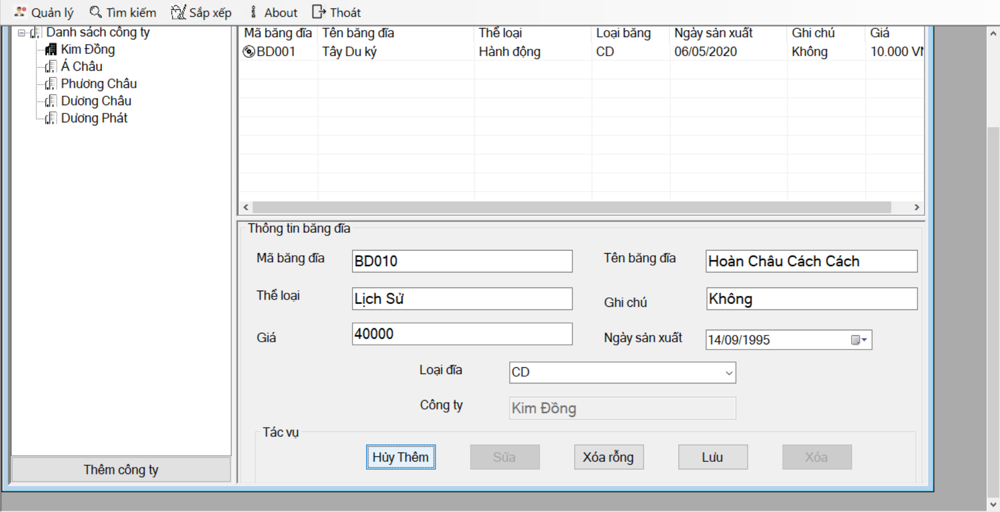 Quản lý Tìm kiếm Sắp xếp About Thoát
Danh sách công ty
Kim Đồng
Á Châu
Phương Châu
Dương Châu
Dương Phát
Thêm công ty
Mã băng đĩa Tên băng đĩa Thể loại Loại băng Ngày sản xuất Ghi chú Giá
BD001 Tây Du ký Hành động CD 06/05/2020 Không 10.000
Thông tin băng đĩa
Mã băng đĩa BD010 Tên băng đĩa Hoàn Châu Cách Cách
Thể loại Lịch Sử Ghi chú Không
Giá 40000 Ngày sản xuất 14/09/1995
Loại đĩa CD
Công ty Kim Đồng
Tác vụ
Hủy Thêm Sửa Xóa rỗng Lưu Xóa